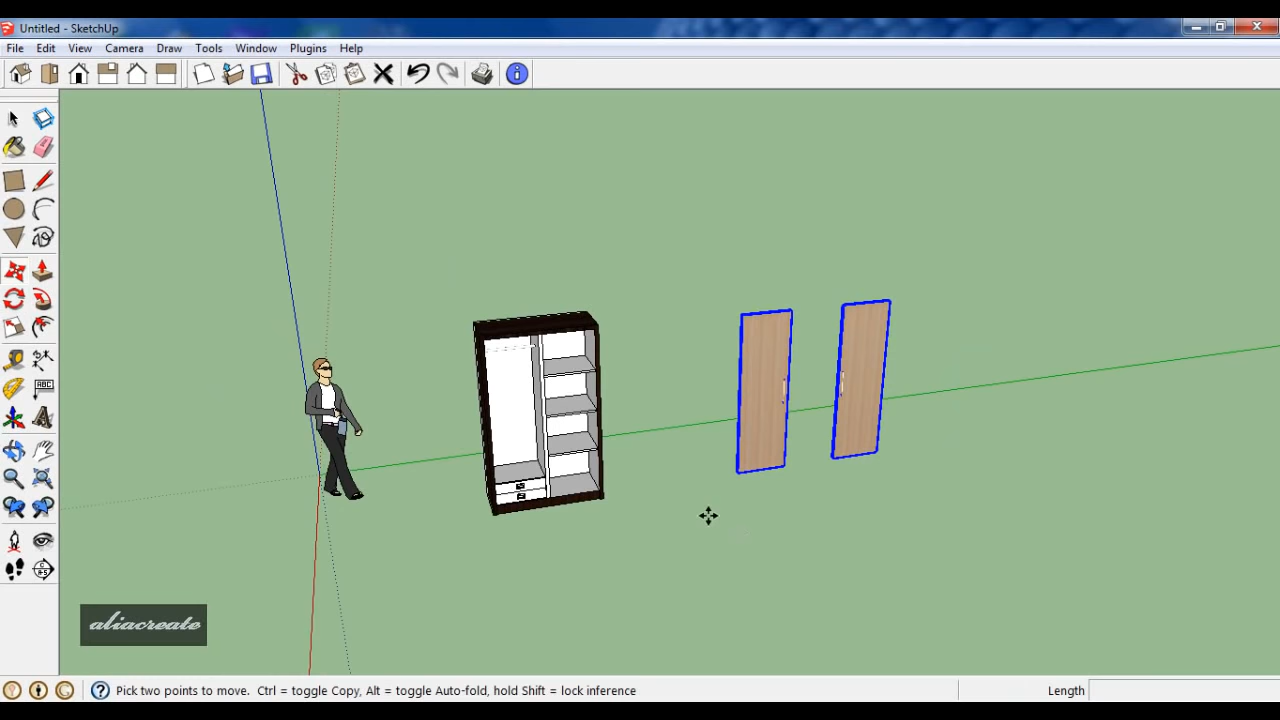 Untitled - SketchUp
File Edit View Camera Draw Tools Window Plugins Help
ABC
aliacreate
Pick two points to move. Ctrl = toggle Copy, Alt = toggle Auto-fold, hold Shift = lock inference
Length